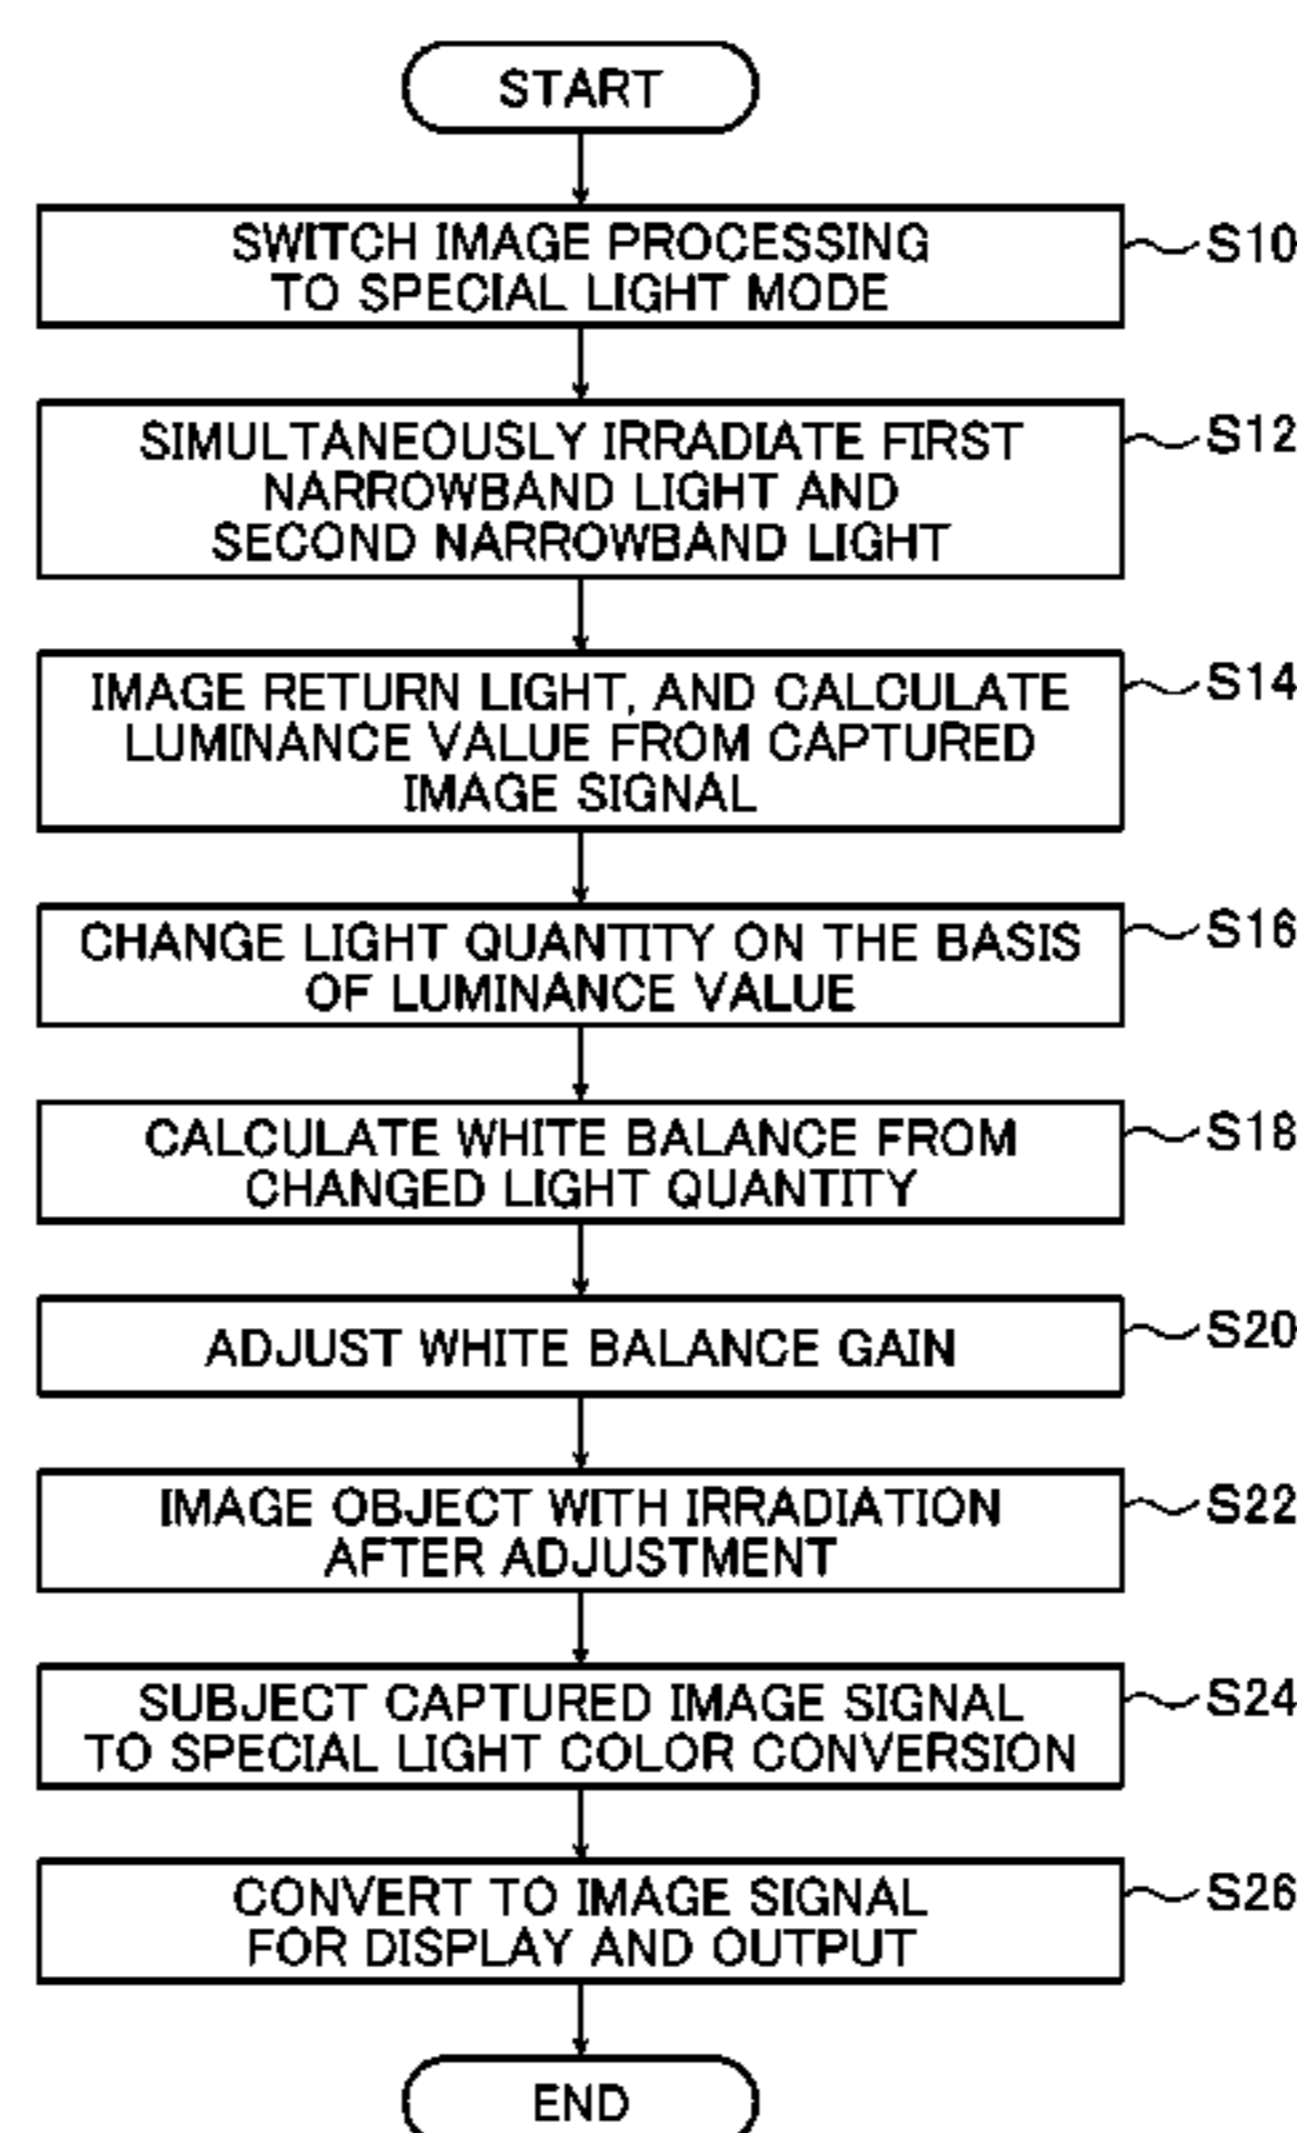 START
SWITCH IMAGE PROCESSING
TO SPECIAL LIGHT MODE
S10
SIMULTANEOUSLY IRRADIATE FIRST
NARROWBAND LIGHT AND
SECOND NARROWBAND LIGHT
S12
IMAGE RETURN LIGHT, AND CALCULATE
LUMINANCE VALUE FROM CAPTURED
IMAGE SIGNAL
S14
CHANGE LIGHT QUANTITY ON THE BASIS
OF LUMINANCE VALUE
S16
CALCULATE WHITE BALANCE FROM
CHANGED LIGHT QUANTITY
S18
ADJUST WHITE BALANCE GAIN
S20
IMAGE OBJECT WITH IRRADIATION
AFTER ADJUSTMENT
S22
SUBJECT CAPTURED IMAGE SIGNAL
TO SPECIAL LIGHT COLOR CONVERSION
S24
CONVERT TO IMAGE SIGNAL
FOR DISPLAY AND OUTPUT
S26
END